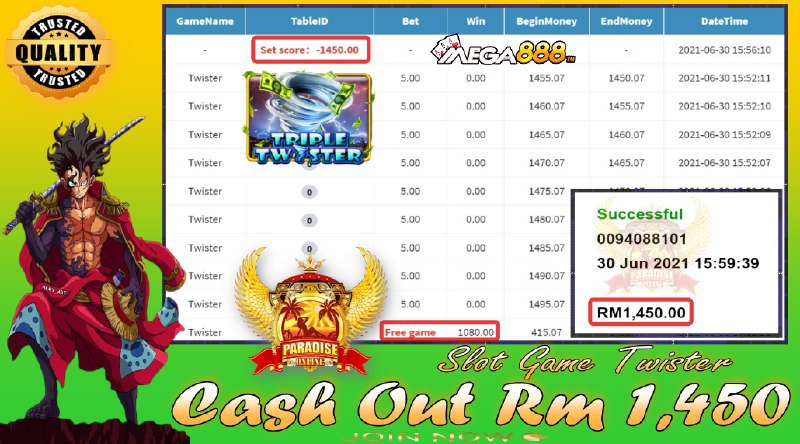 TRUSTED
QUALITY
TRUSTED
GameName TableID Bet Win BeginMoney EndMoney DateTime
- Set score: -1450.00 - MEGA888 TM - 2021-06-30 15:56:10
Twister 5.00 0.00 1455.07 1450.07 2021-06-30 15:52:11
Twister 5.00 0.00 1460.07 1455.07 2021-06-30 15:52:10
Twister 5.00 0.00 1465.07 1460.07 2021-06-30 15:52:09
Twister 5.00 0.00 1470.07 1465.07 2021-06-30 15:52:07
TRIPLE
TWISTER
Twister 0 5.00 0.00 1475.07
Twister 0 5.00 0.00 1480.07
Twister 0 5.00 0.00 1485.07
Twister 5.00 0.00 1490.07
Twister 5.00 0.00 1495.07
Twister Free game 1080.00 415.07
Successful
0094088101
30 Jun 2021 15:59:39
RM1,450.00
PARADISE
ONLINE
Slot Game Twister
Cash Out Rm 1,450
JOIN NOW